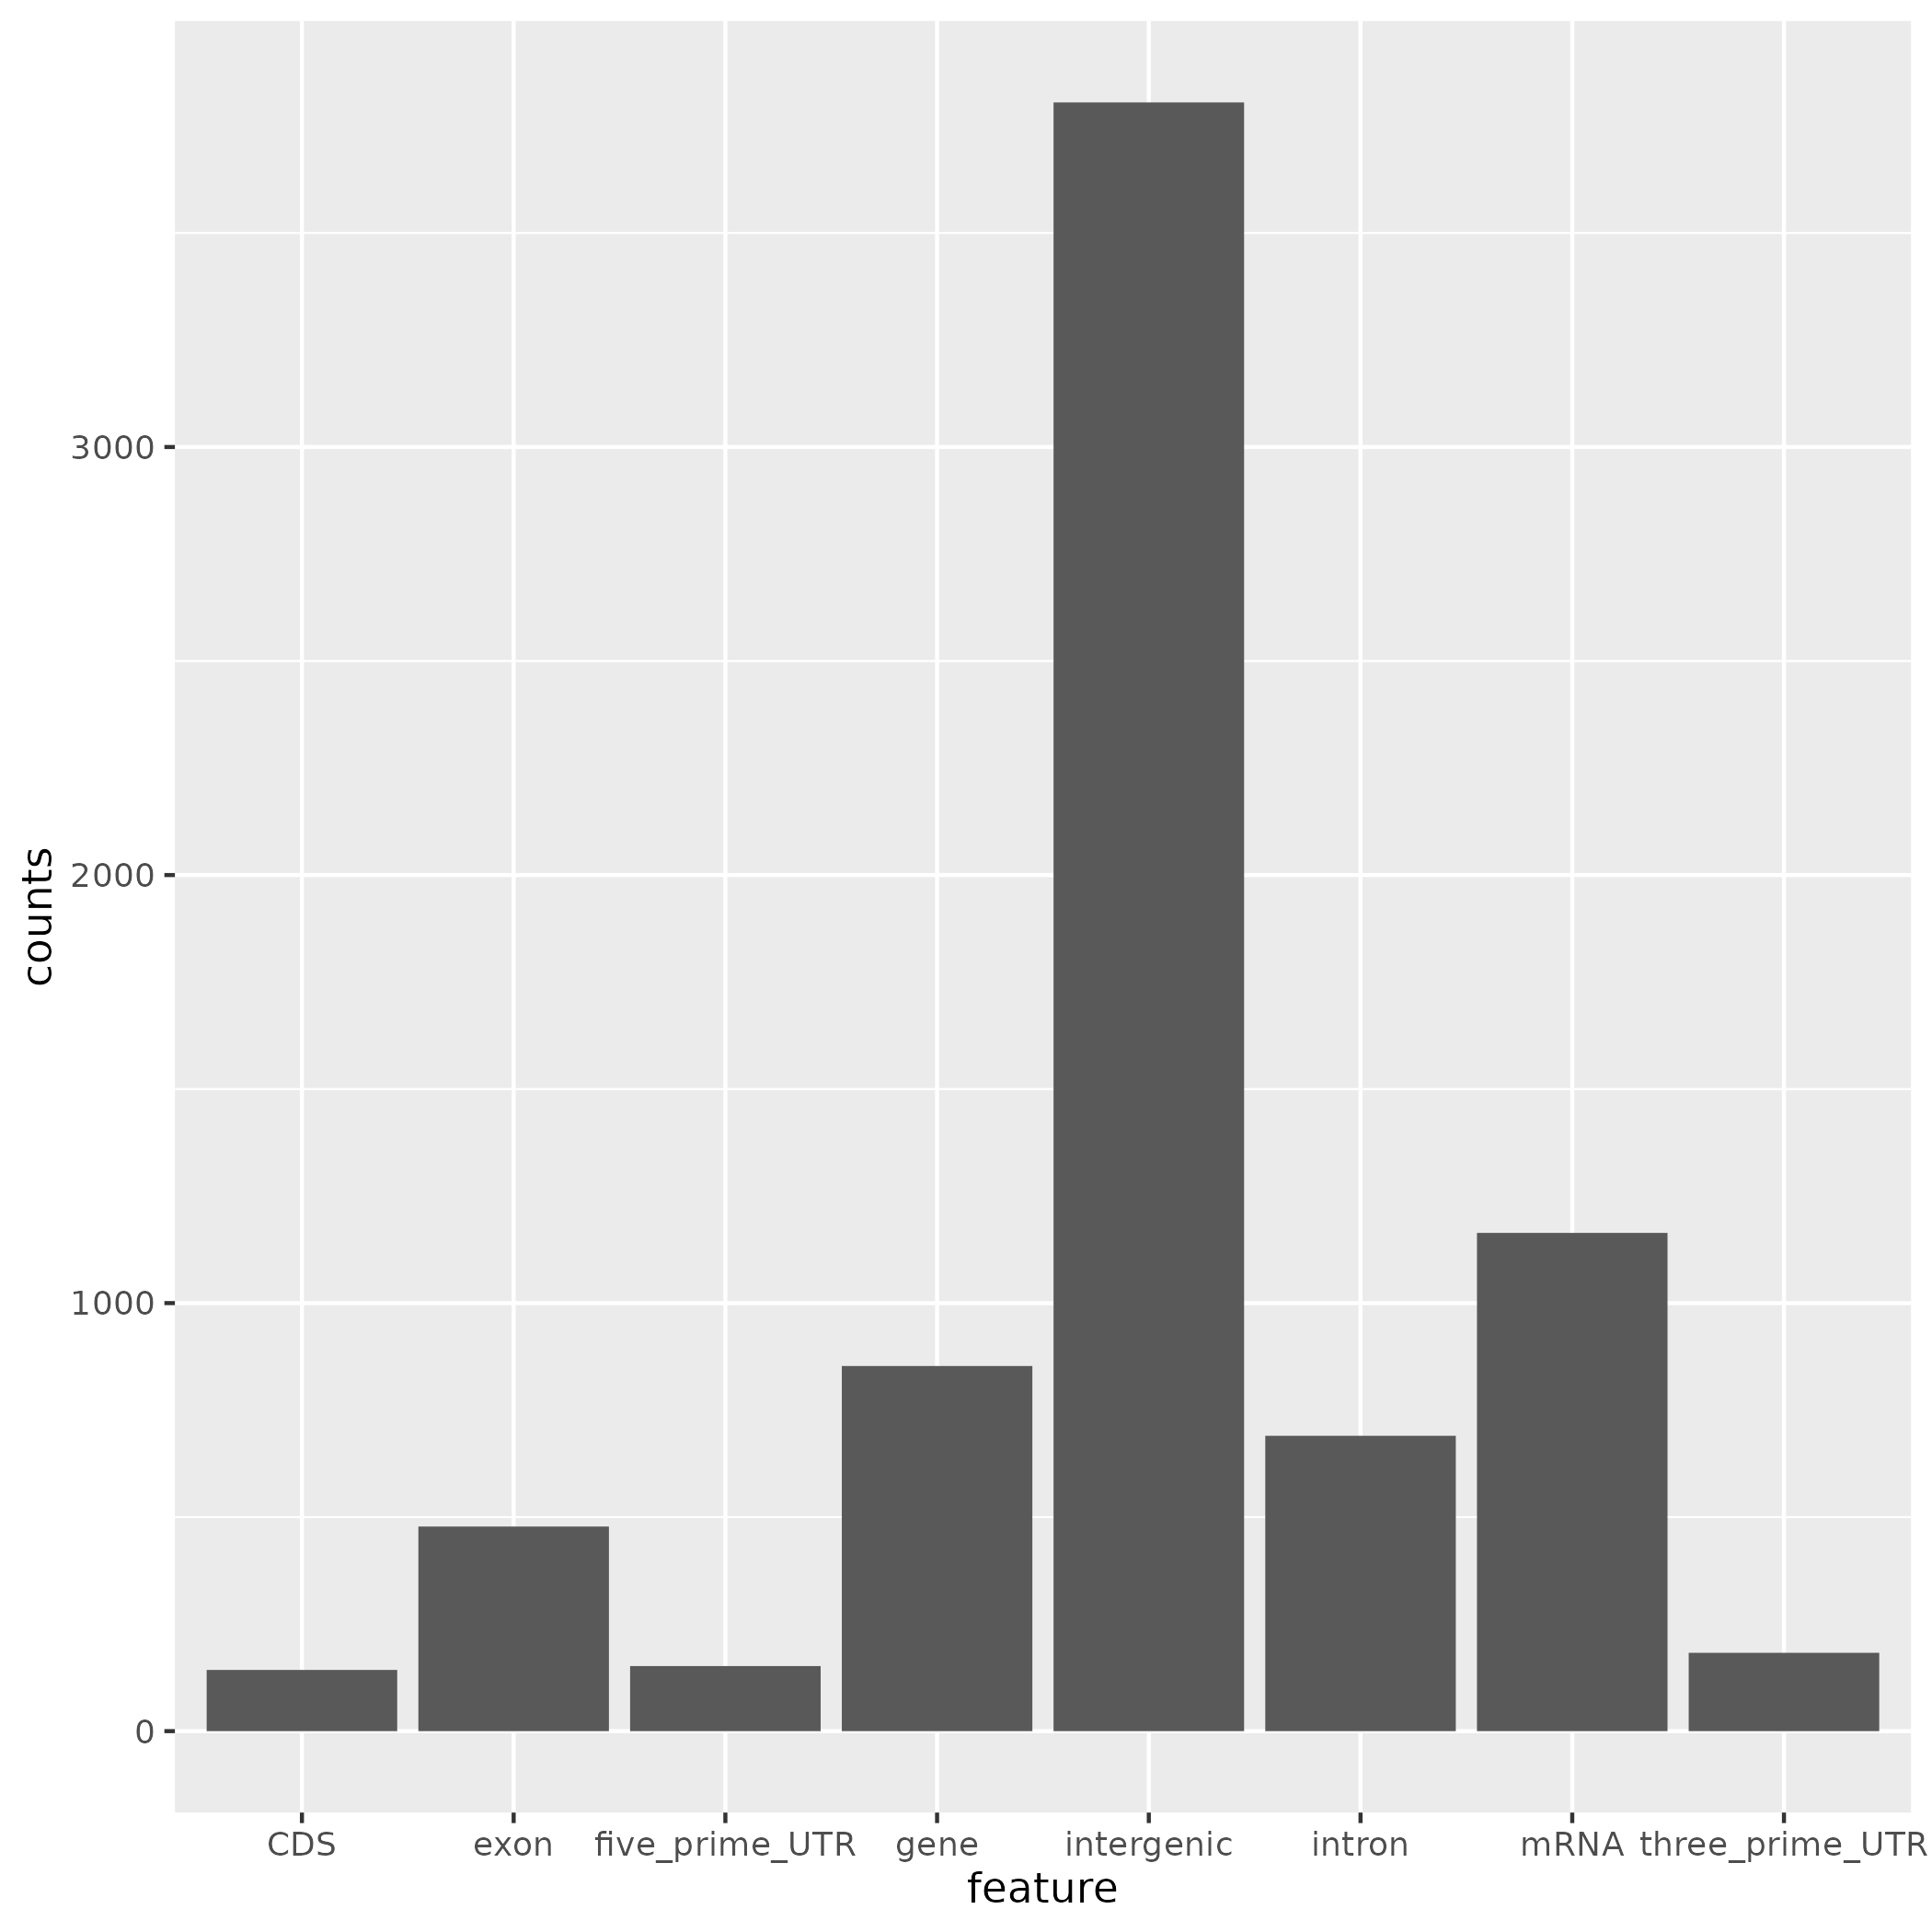 counts
3000
2000
1000
0
CDS exon five_prime_UTR gene intergenic intron mRNA three_prime_UTR
feature